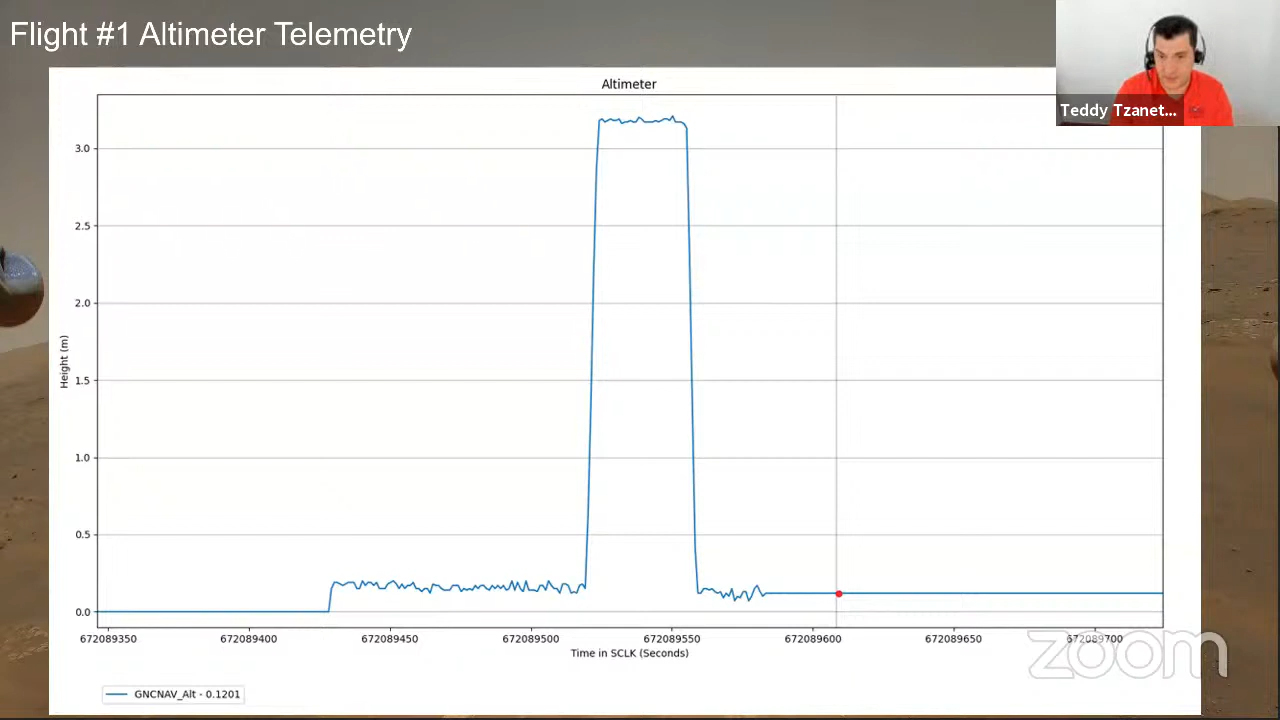 Flight #1 Altimeter Telemetry
Teddy Tzanet...
Altimeter
3.0
2.5
2.0
1.5
1.0
0.5
0.0
Height (m)
672089350 672089400 672089450 672089500 672089550 672089600 672089650 672089700
Time in SCLK (Seconds)
GNCNAV_Alt - 0.1201
zoom